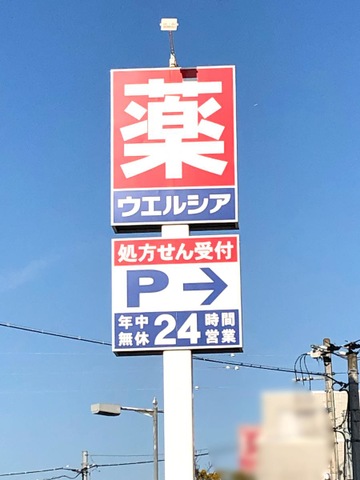 薬
ウエルシア
処方せん受付
P→
年中無休24時間営業